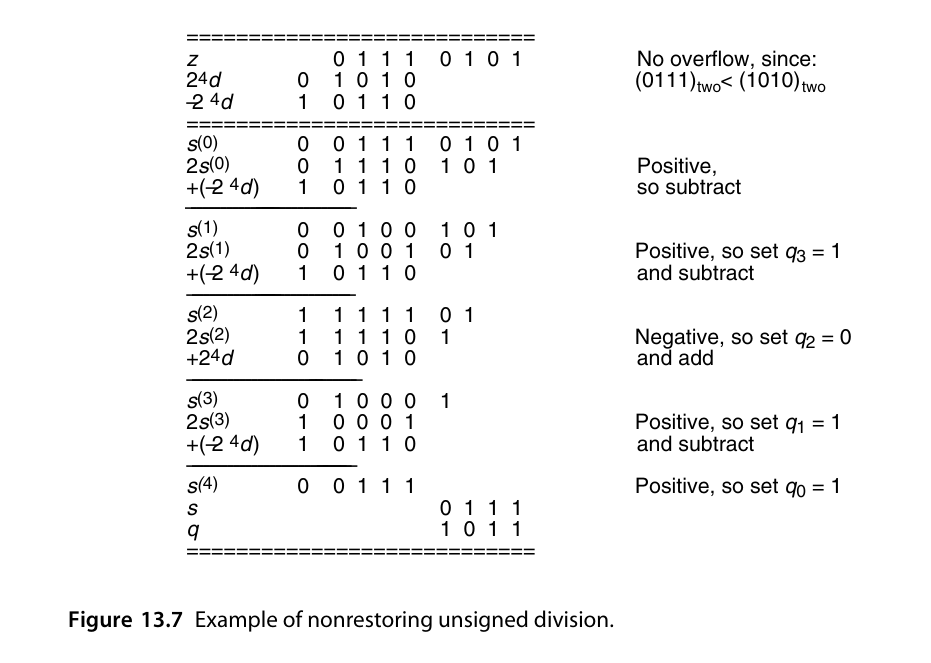 =============================
z 0 1 1 1 0 1 0 1 No overflow, since:
2⁴d 0 1 0 1 0 (0111)two< (1010)two
–2 ⁴d 1 0 1 1 0
=============================
s(0) 0 0 1 1 1 0 1 0 1
2s(0) 0 1 1 1 0 1 0 1 Positive,
+(–2 ⁴d) 1 0 1 1 0 so subtract
s(1) 0 0 1 0 0 1 0 1
2s(1) 0 1 0 0 1 0 1 Positive, so set q3 = 1
+(–2 ⁴d) 1 0 1 1 0 and subtract
s(2) 1 1 1 1 1 0 1
2s(2) 1 1 1 1 0 1 Negative, so set q2 = 0
+2⁴d 0 1 0 1 0 and add
s(3) 0 1 0 0 0 1
2s(3) 1 0 0 0 1 Positive, so set q1 = 1
+(–2 ⁴d) 1 0 1 1 0 and subtract
s(4) 0 0 1 1 1 Positive, so set q0 = 1
s 0 1 1 1
q 1 0 1 1
=============================
Figure 13.7 Example of nonrestoring unsigned division.